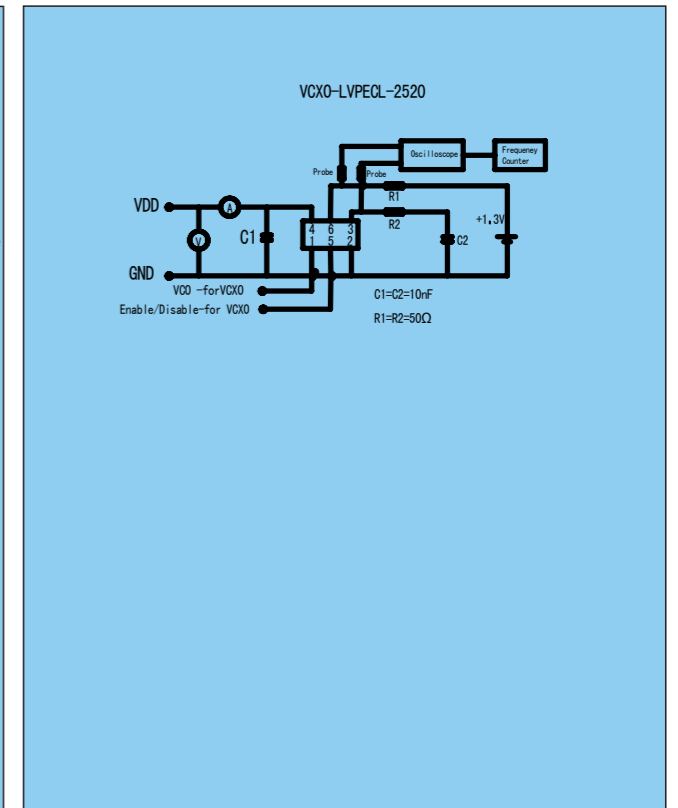 VCXO-LVPECL-2520
Oscilloscope
Frequeney
Counter
Probe
Probe
R1
VDD
A
4 6 3
R2
+1,3V
V
C1
1 5 2
C2
GND
VCO -forVCXO
C1=C2=10nF
Enable/Disable-for VCXO
R1=R2=50Ω